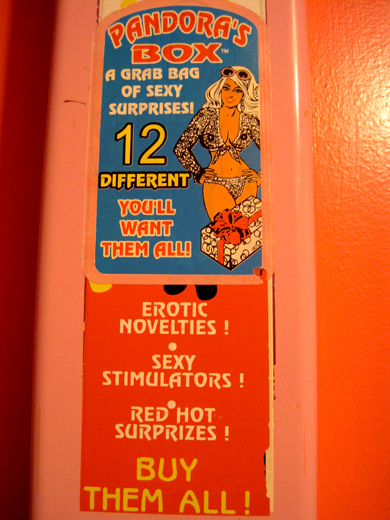 PANDORA'S
BOX™
A GRAB BAG
OF SEXY
SURPRISES!
12
DIFFERENT
YOU'LL
WANT
THEM ALL!
EROTIC
NOVELTIES !
•
SEXY
STIMULATORS !
•
RED HOT
SURPRIZES !
BUY
THEM ALL !